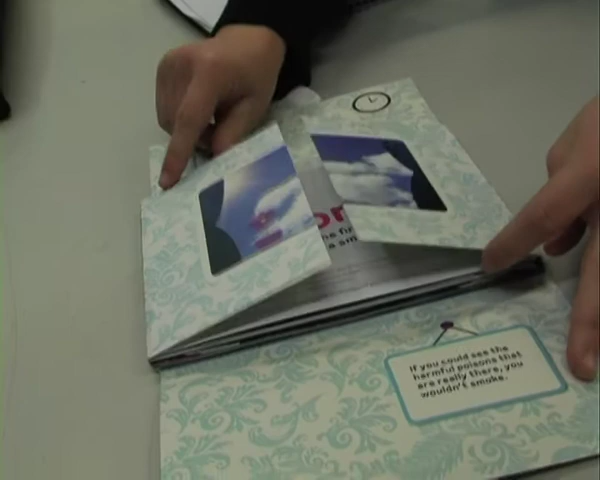 If you could see the
harmful poisons that
are really there, you
wouldn't smoke.